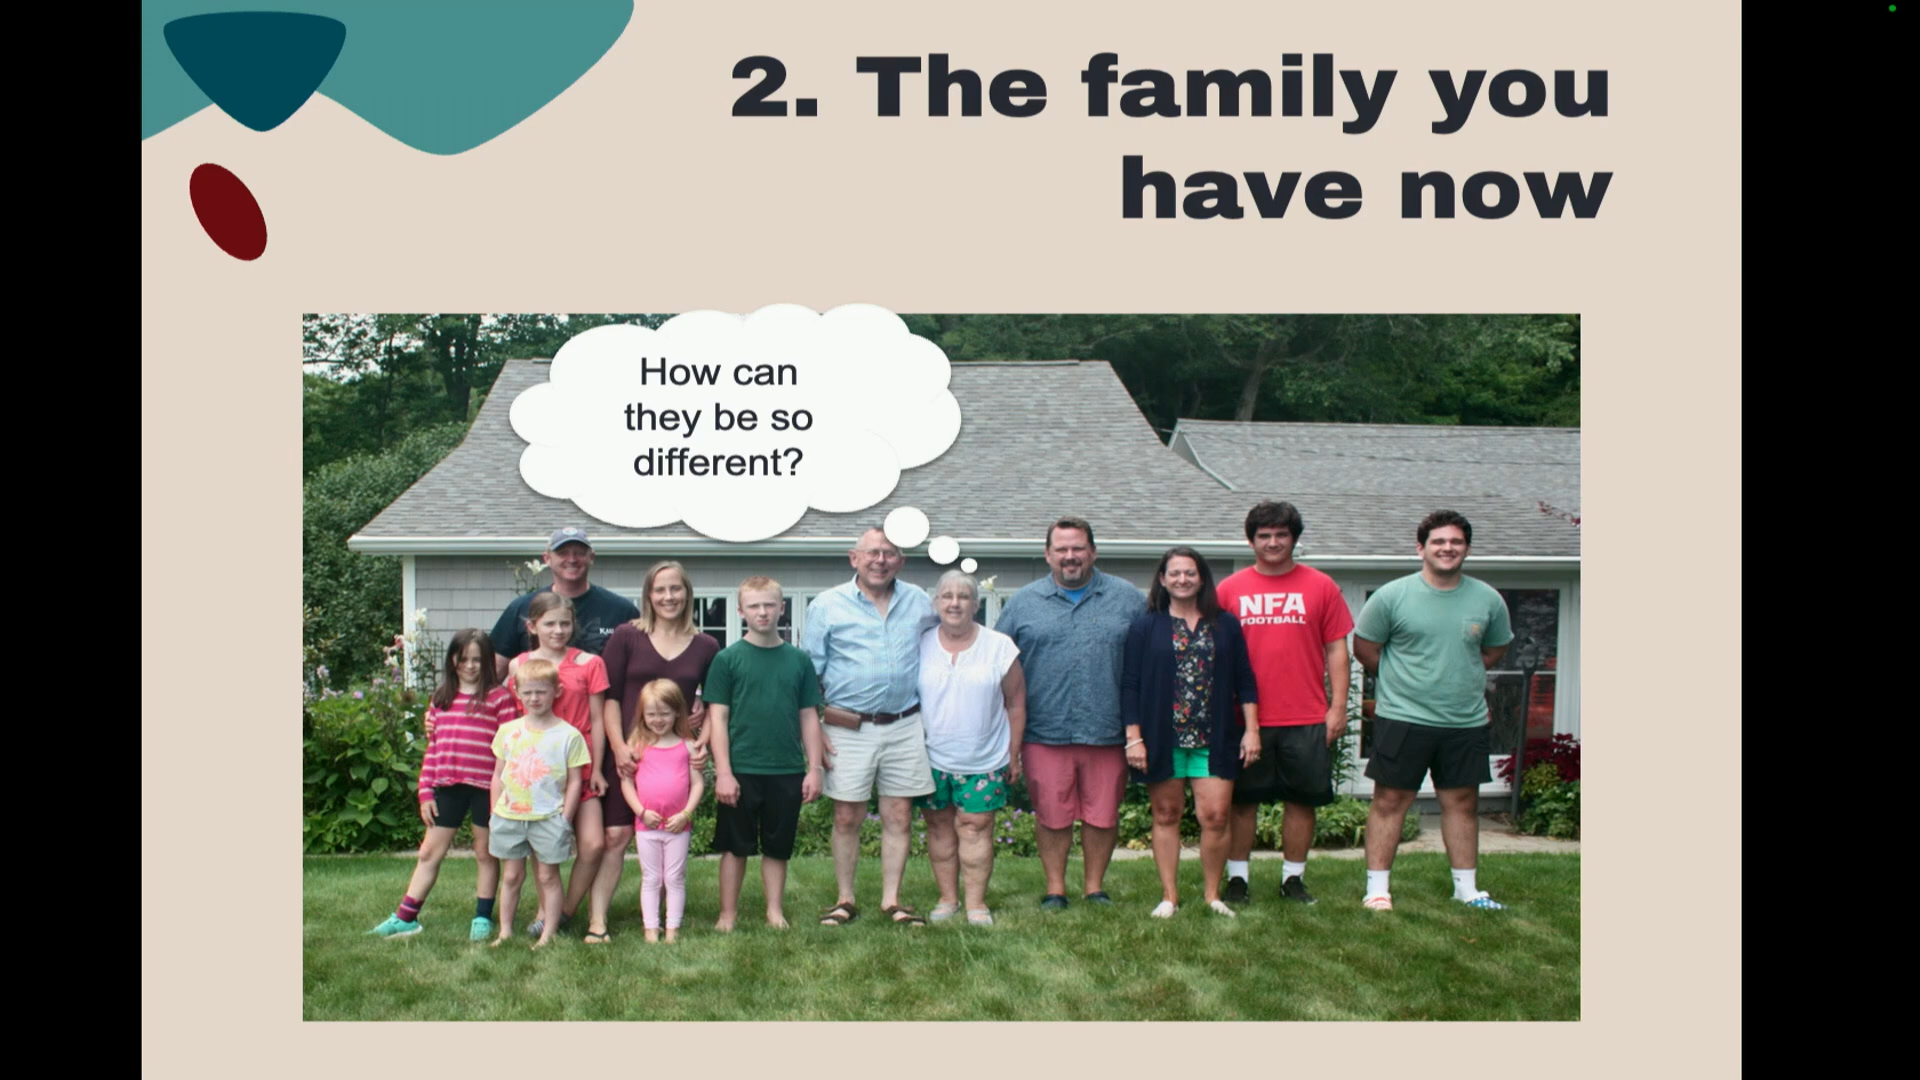 2. The family you
have now
How can
they be so
different?
NFA
FOOTBALL